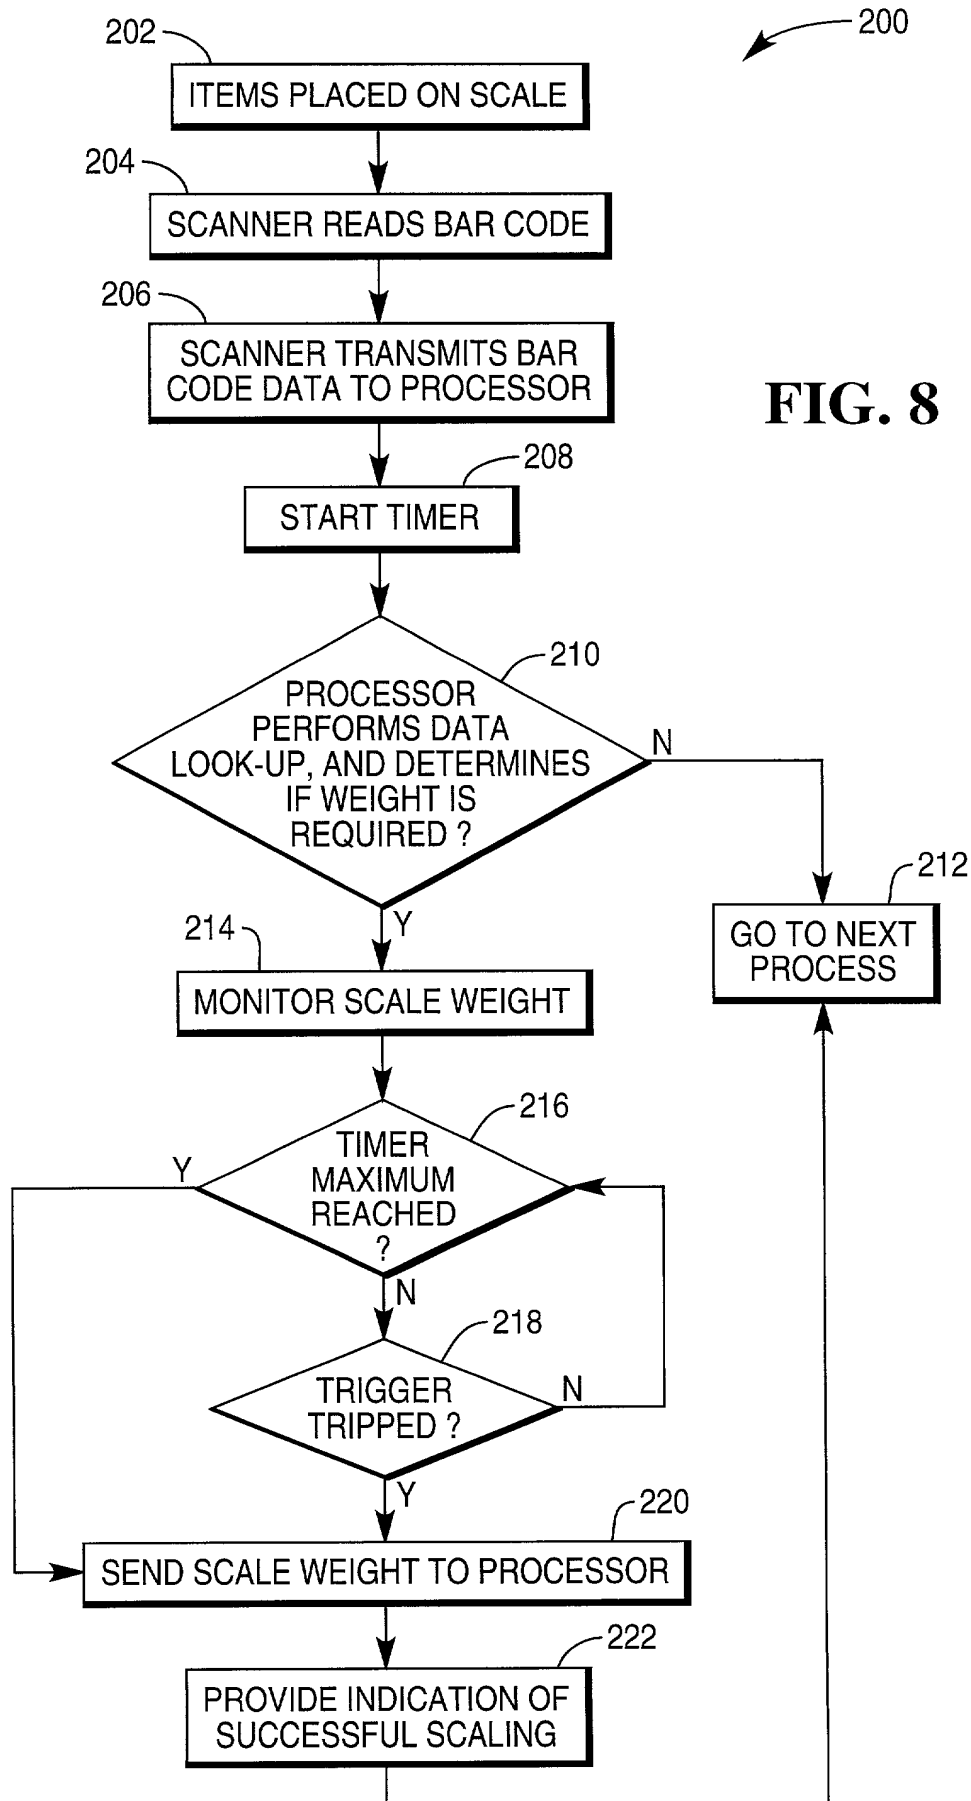 200
202
ITEMS PLACED ON SCALE
204
SCANNER READS BAR CODE
206
SCANNER TRANSMITS BAR
CODE DATA TO PROCESSOR
FIG. 8
208
START TIMER
210
PROCESSOR
PERFORMS DATA
LOOK-UP, AND DETERMINES
IF WEIGHT IS
REQUIRED ?
N
Y
212
GO TO NEXT
PROCESS
214
MONITOR SCALE WEIGHT
216
TIMER
MAXIMUM
REACHED
?
Y
N
218
TRIGGER
TRIPPED ?
N
Y
220
SEND SCALE WEIGHT TO PROCESSOR
222
PROVIDE INDICATION OF
SUCCESSFUL SCALING